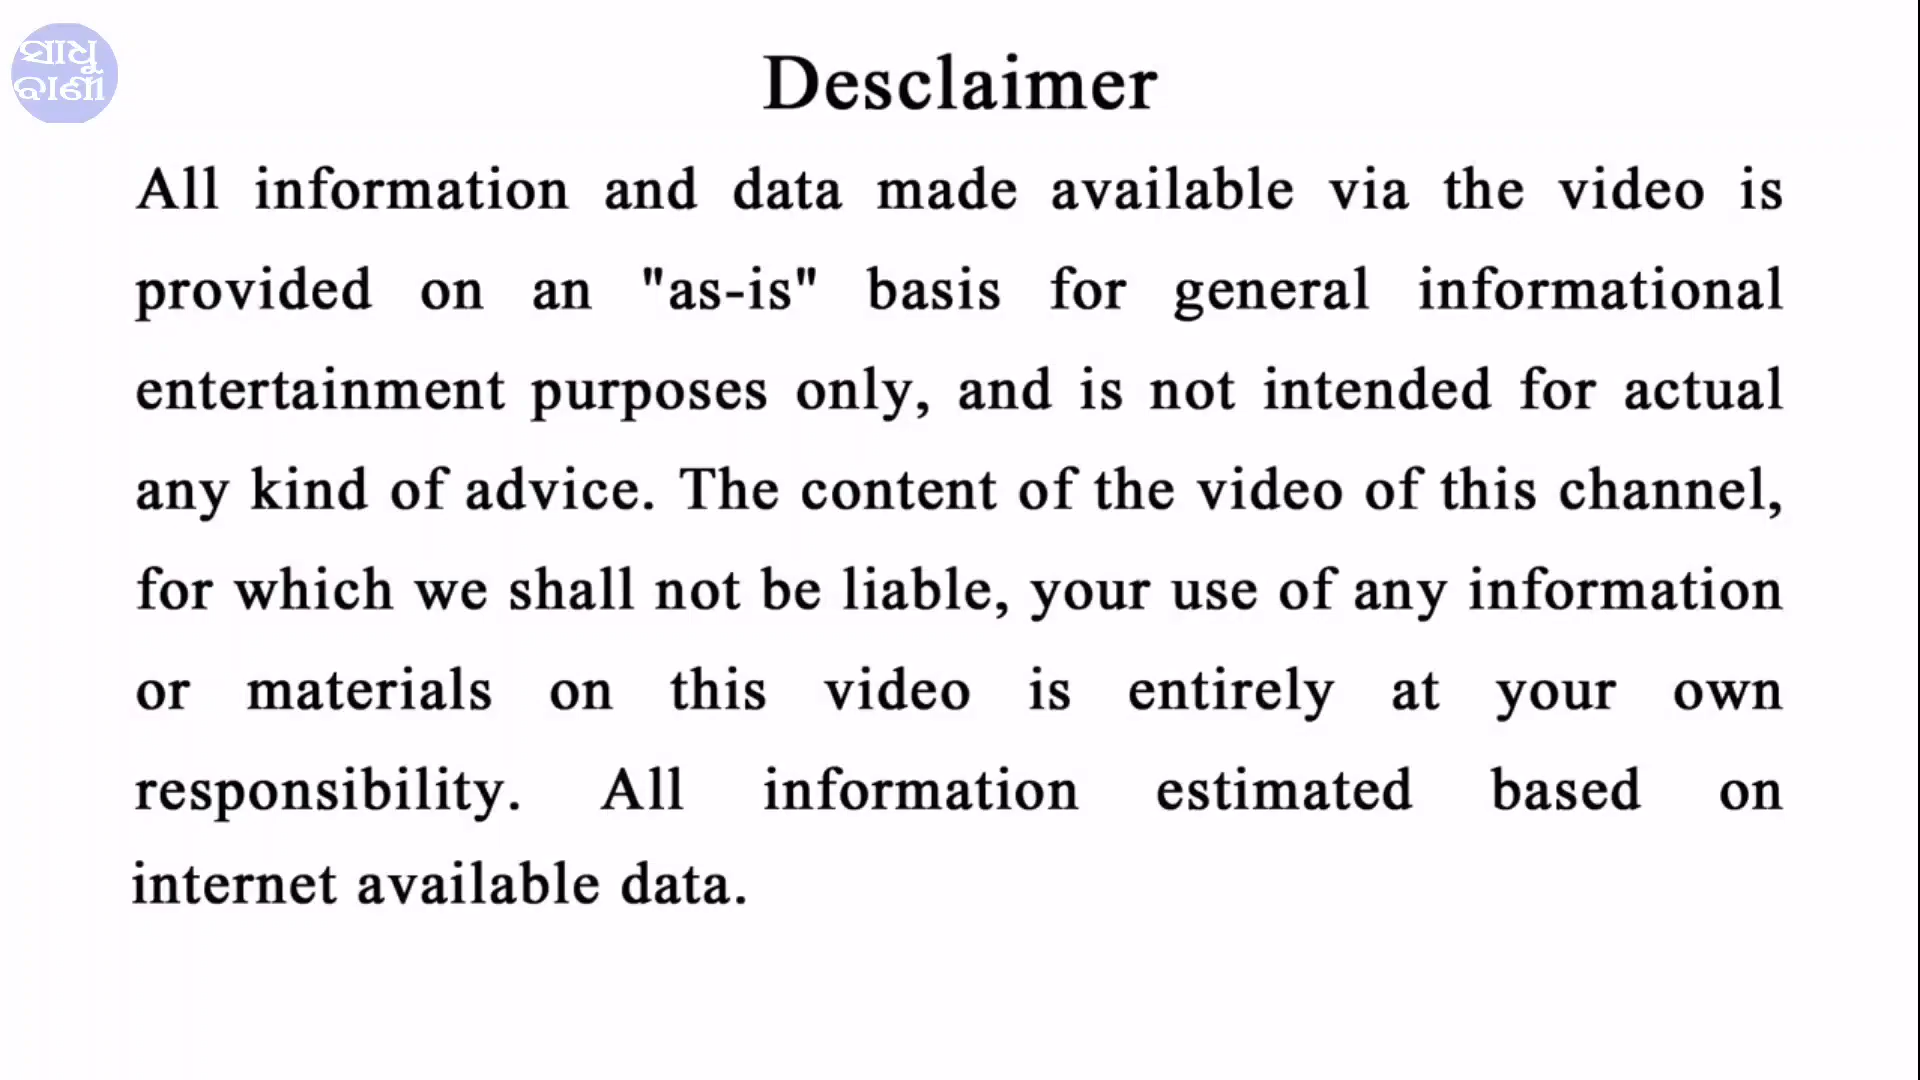 ସାଧୁ
ବାଣୀ
Desclaimer
All information and data made available via the video is
provided on an "as-is" basis for general informational
entertainment purposes only, and is not intended for actual
any kind of advice. The content of the video of this channel,
for which we shall not be liable, your use of any information
or materials on this video is entirely at your own
responsibility. All information estimated based on
internet available data.